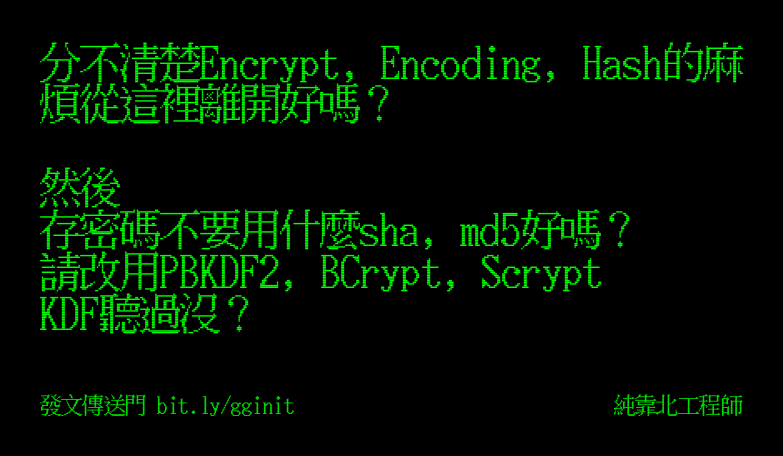 分不清楚Encrypt, Encoding, Hash的麻
煩從這裡離開好嗎？
然後
存密碼不要用什麼sha, md5好嗎？
請改用PBKDF2, BCrypt, Scrypt
KDF聽過沒？
發文傳送門 bit.ly/gginit
純靠北工程師